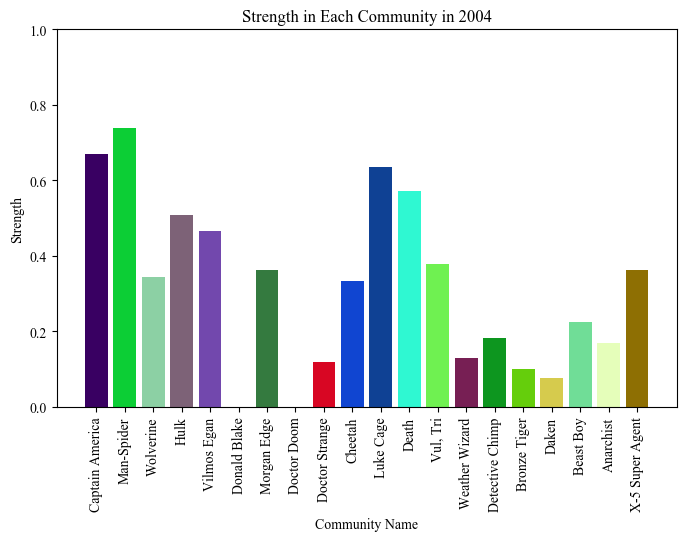 Strength in Each Community in 2004
1.0
0.8
0.6
0.4
0.2
0.0
Strength
Captain America
Man-Spider
Wolverine
Hulk
Vilmos Egan
Donald Blake
Morgan Edge
Doctor Doom
Doctor Strange
Cheetah
Luke Cage
Death
Vul, Tri
Weather Wizard
Detective Chimp
Bronze Tiger
Daken
Beast Boy
Anarchist
X-5 Super Agent
Community Name